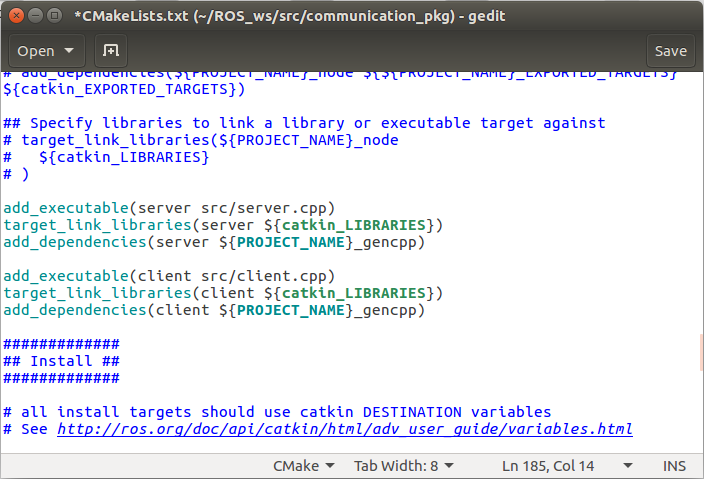 *CMakeLists.txt (~/ROS_ws/src/communication_pkg) - gedit
Open
Save
# add_dependencies(${PROJECT_NAME}_node ${${PROJECT_NAME}_EXPORTED_TARGETS}
${catkin_EXPORTED_TARGETS})
## Specify libraries to link a library or executable target against
# target_link_libraries(${PROJECT_NAME}_node
#   ${catkin_LIBRARIES}
# )
add_executable(server src/server.cpp)
target_link_libraries(server ${catkin_LIBRARIES})
add_dependencies(server ${PROJECT_NAME}_gencpp)
add_executable(client src/client.cpp)
target_link_libraries(client ${catkin_LIBRARIES})
add_dependencies(client ${PROJECT_NAME}_gencpp)
#############
## Install ##
#############
# all install targets should use catkin DESTINATION variables
# See http://ros.org/doc/api/catkin/html/adv_user_guide/variables.html
CMake Tab Width: 8 Ln 185, Col 14 INS